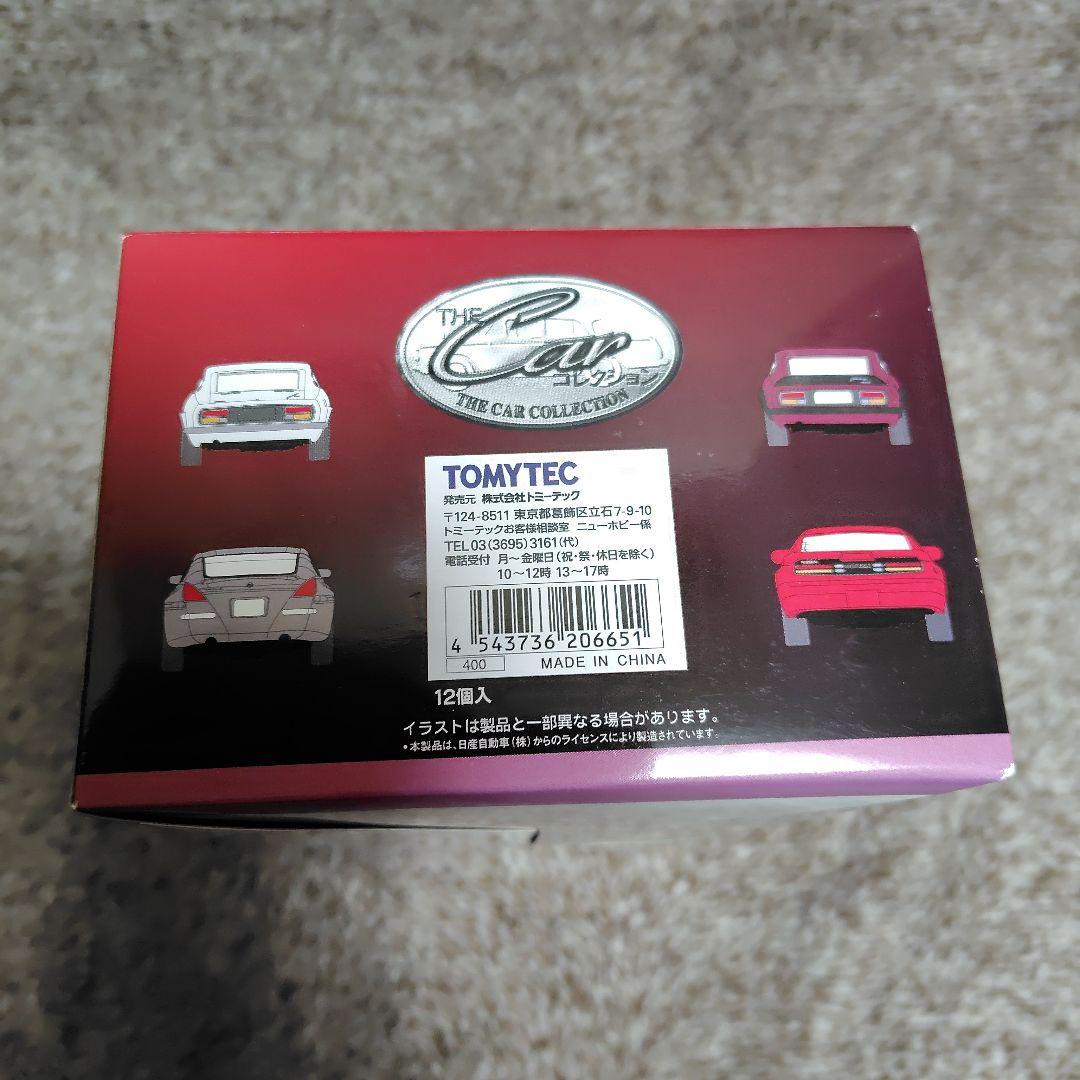 THE Car
コレクション
THE CAR COLLECTION
TOMYTEC
発売元 株式会社トミーテック
〒124-8511 東京都葛飾区立石7-9-10
トミーテックお客様相談室 ニューホビー係
TEL03(3695)3161(代)
電話受付 月〜金曜日(祝・祭・休日を除く)
10〜12時 13〜17時
4 543736 206651
400 MADE IN CHINA
12個入
イラストは製品と一部異なる場合があります。
・本製品は、日産自動車(株)からのライセンスにより製造されています。